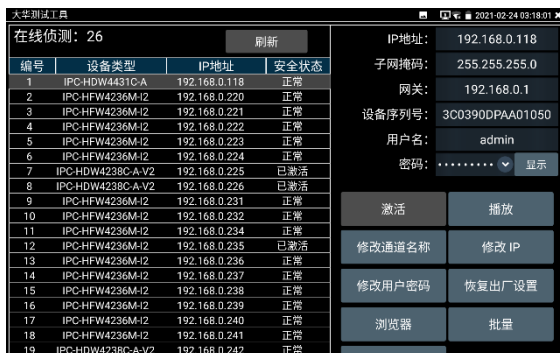 大华测试工具
2021-02-24 03:18:01
在线侦测：26
刷新
编号 设备类型 IP地址 安全状态
1 IPC-HDW4431C-A 192.168.0.118 正常
2 IPC-HFW4236M-I2 192.168.0.220 正常
3 IPC-HFW4236M-I2 192.168.0.221 正常
4 IPC-HFW4236M-I2 192.168.0.222 正常
5 IPC-HFW4236M-I2 192.168.0.223 正常
6 IPC-HFW4236M-I2 192.168.0.224 正常
7 IPC-HDW4238C-A-V2 192.168.0.225 已激活
8 IPC-HDW4238C-A-V2 192.168.0.226 已激活
9 IPC-HFW4236M-I2 192.168.0.231 正常
10 IPC-HFW4236M-I2 192.168.0.232 正常
11 IPC-HFW4236M-I2 192.168.0.234 正常
12 IPC-HFW4236M-I2 192.168.0.235 已激活
13 IPC-HFW4236M-I2 192.168.0.236 正常
14 IPC-HFW4236M-I2 192.168.0.237 正常
15 IPC-HFW4236M-I2 192.168.0.238 正常
16 IPC-HFW4236M-I2 192.168.0.239 正常
17 IPC-HFW4236M-I2 192.168.0.240 正常
18 IPC-HFW4236M-I2 192.168.0.241 正常
19 IPC-HDW4238C-A-V2 192.168.0.242 正常
IP地址： 192.168.0.118
子网掩码： 255.255.255.0
网关： 192.168.0.1
设备序列号： 3C0390DPAA01050
用户名： admin
密码： ········· 显示
激活 播放
修改通道名称 修改 IP
修改用户密码 恢复出厂设置
浏览器 批量